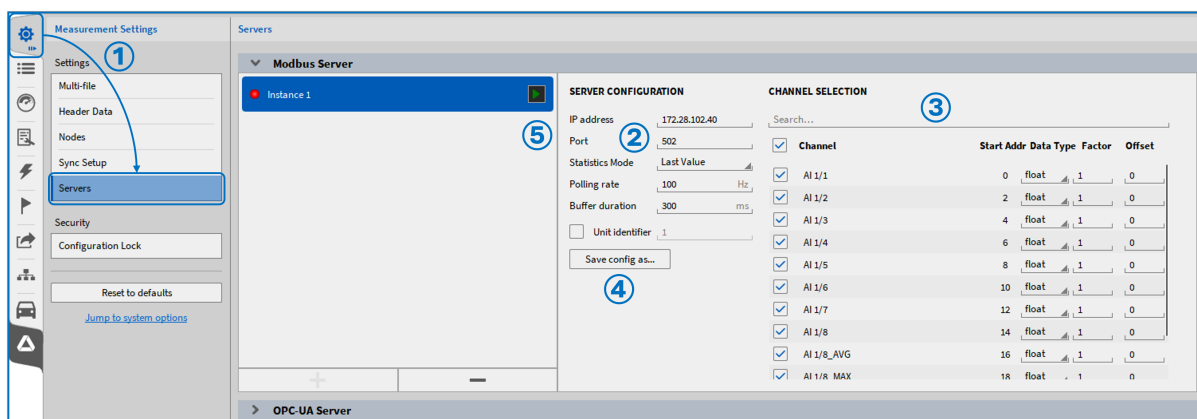 Measurement Settings
Servers
①
Settings
Multi-file
Header Data
Nodes
Sync Setup
Servers
Security
Configuration Lock
Reset to defaults
Jump to system options
Modbus Server
Instance 1
⑤
SERVER CONFIGURATION
②
IP address 172.28.102.40
Port 502
Statistics Mode Last Value
Polling rate 100 Hz
Buffer duration 300 ms
Unit identifier 1
Save config as...
④
CHANNEL SELECTION
③
Search...
Channel Start Addr Data Type Factor Offset
AI 1/1 0 float 1 0
AI 1/2 2 float 1 0
AI 1/3 4 float 1 0
AI 1/4 6 float 1 0
AI 1/5 8 float 1 0
AI 1/6 10 float 1 0
AI 1/7 12 float 1 0
AI 1/8 14 float 1 0
AI 1/8_AVG 16 float 1 0
AI 1/8_MAX 18 float 1 0
+ −
OPC-UA Server